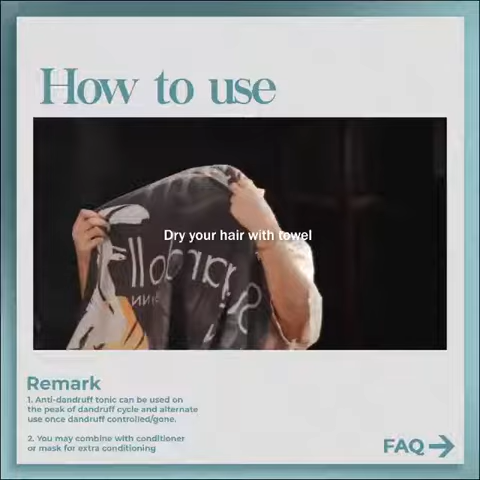 How to use
Dry your hair with towel
Remark
1. Anti-dandruff tonic can be used on
the peak of dandruff cycle and alternate
use once dandruff controlled/gone.
2. You may combine with conditioner
or mask for extra conditioning
FAQ